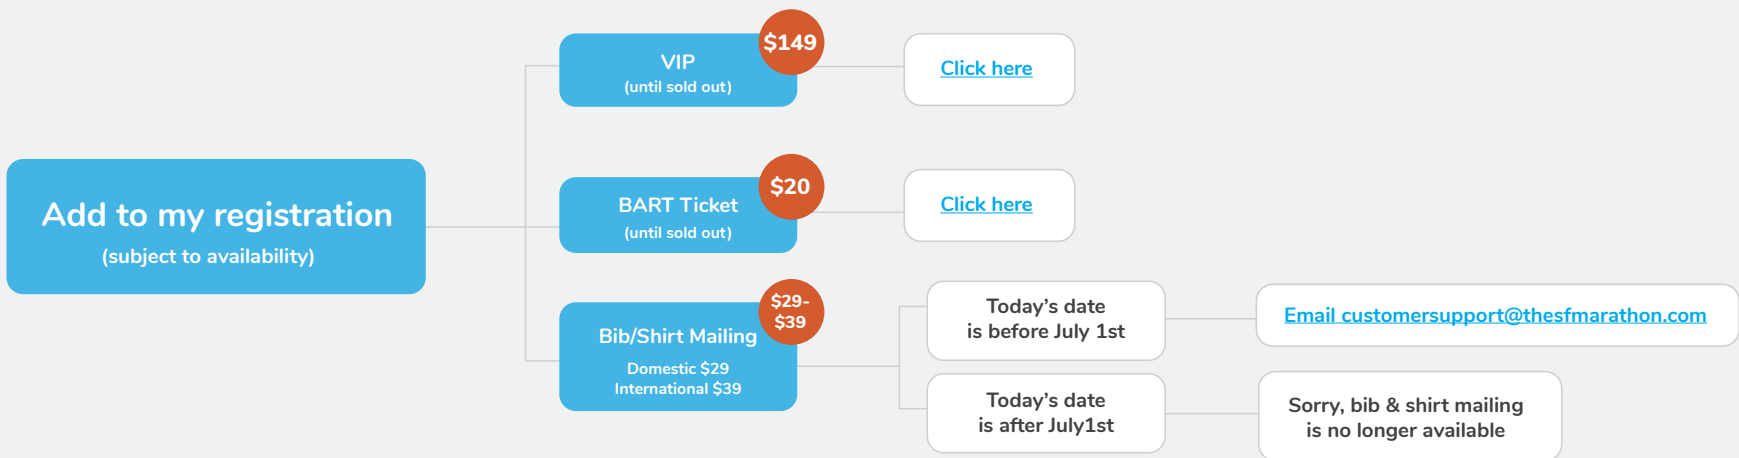 Add to my registration
(subject to availability)
VIP
(until sold out)
$149
Click here
BART Ticket
(until sold out)
$20
Click here
Bib/Shirt Mailing
Domestic $29
International $39
$29-
$39
Today's date
is before July 1st
Email customersupport@thesfmarathon.com
Today's date
is after July1st
Sorry, bib & shirt mailing
is no longer available